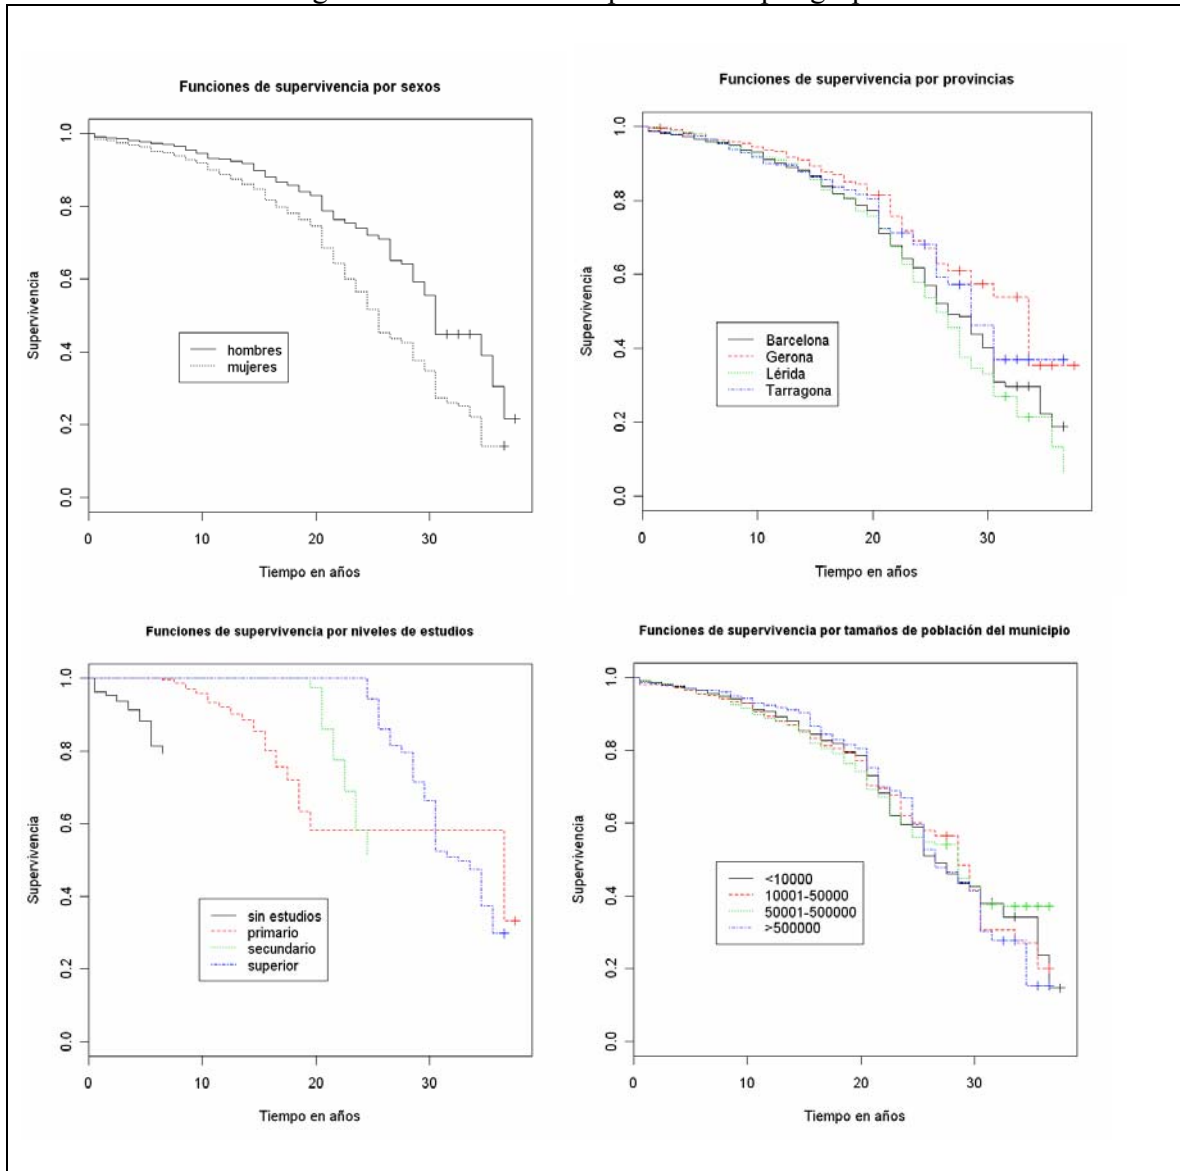 Funciones de supervivencia por sexos
1.0
0.8
0.6
0.4
0.2
0.0
Supervivencia
hombres
mujeres
0 10 20 30
Tiempo en años
Funciones de supervivencia por provincias
1.0
0.8
0.6
0.4
0.2
0.0
Supervivencia
Barcelona
Gerona
Lérida
Tarragona
0 10 20 30
Tiempo en años
Funciones de supervivencia por niveles de estudios
1.0
0.8
0.6
0.4
0.2
0.0
Supervivencia
sin estudios
primario
secundario
superior
0 10 20 30
Tiempo en años
Funciones de supervivencia por tamaños de población del municipio
1.0
0.8
0.6
0.4
0.2
0.0
Supervivencia
<10000
10001-50000
50001-500000
>500000
0 10 20 30
Tiempo en años